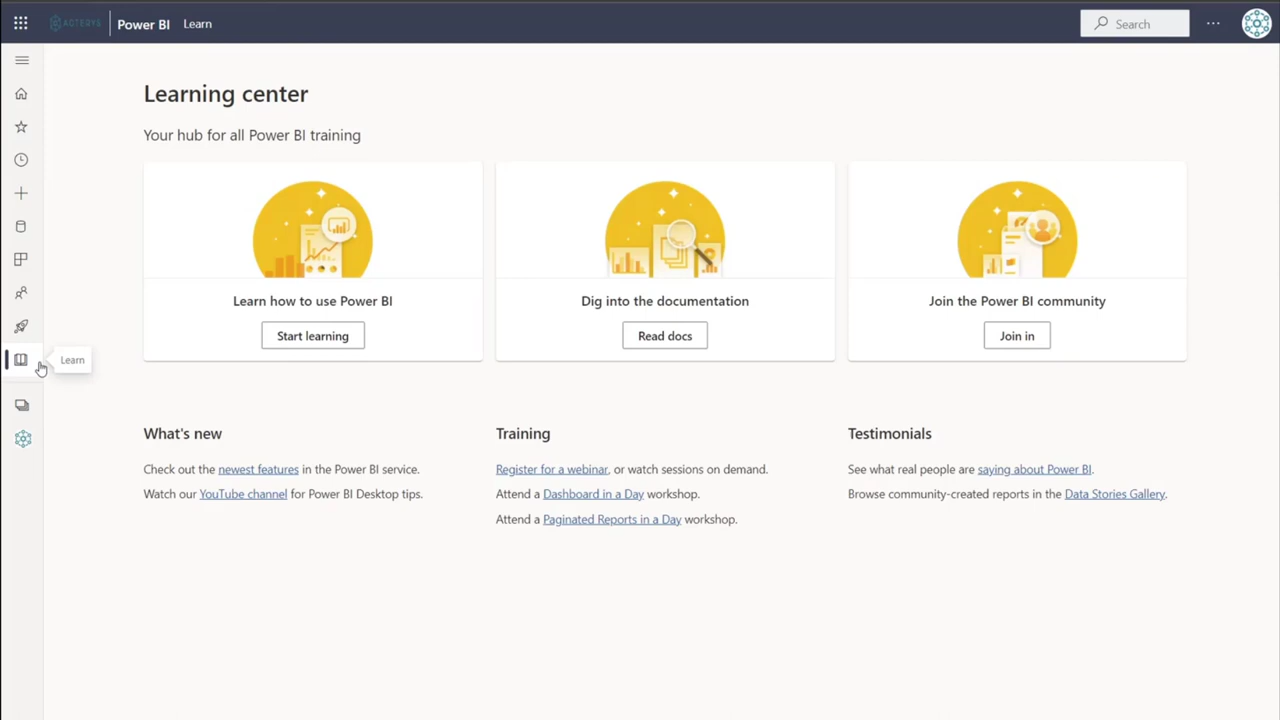 ACTERYS
Power BI
Learn
Search
Learning center
Your hub for all Power BI training
Learn how to use Power BI
Start learning
Dig into the documentation
Read docs
Join the Power BI community
Join in
Learn
What's new
Check out the newest features in the Power BI service.
Watch our YouTube channel for Power BI Desktop tips.
Training
Register for a webinar, or watch sessions on demand.
Attend a Dashboard in a Day workshop.
Attend a Paginated Reports in a Day workshop.
Testimonials
See what real people are saying about Power BI.
Browse community-created reports in the Data Stories Gallery.